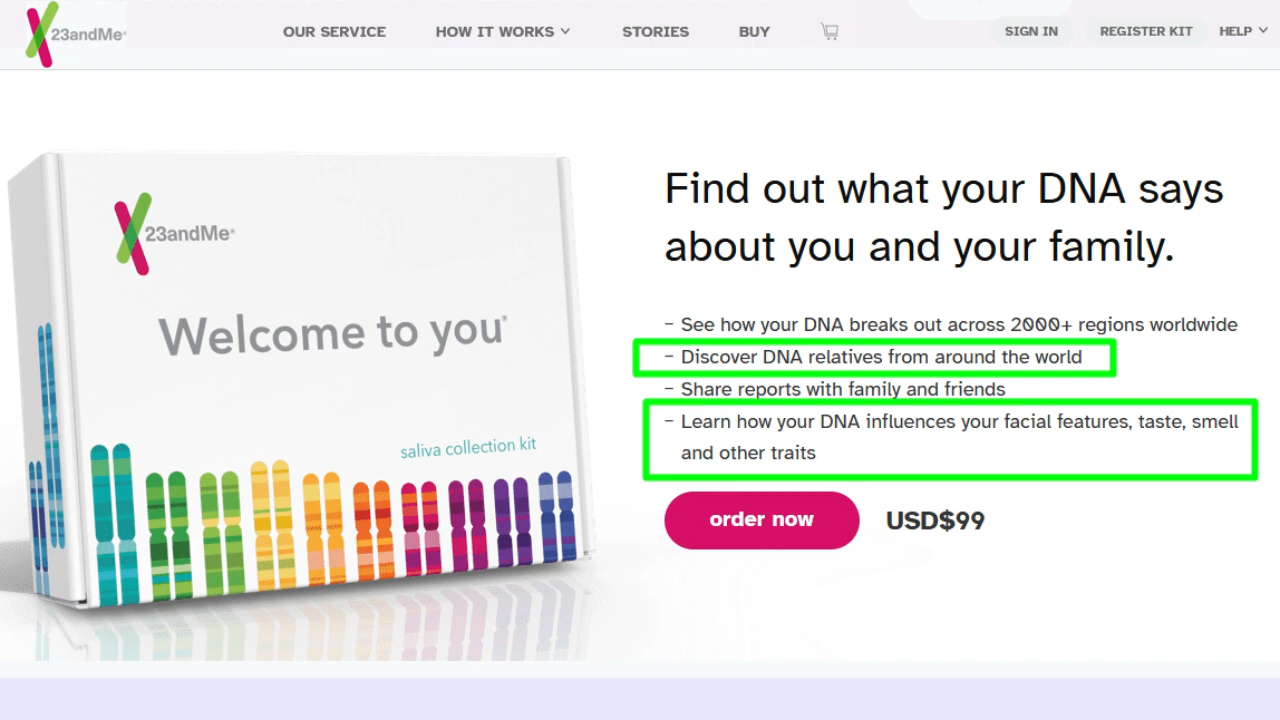 23andMe
OUR SERVICE
HOW IT WORKS
STORIES
BUY
SIGN IN
REGISTER KIT
HELP
23andMe®
Welcome to you®
saliva collection kit
Find out what your DNA says
about you and your family.
– See how your DNA breaks out across 2000+ regions worldwide
– Discover DNA relatives from around the world
– Share reports with family and friends
– Learn how your DNA influences your facial features, taste, smell
and other traits
order now
USD$99